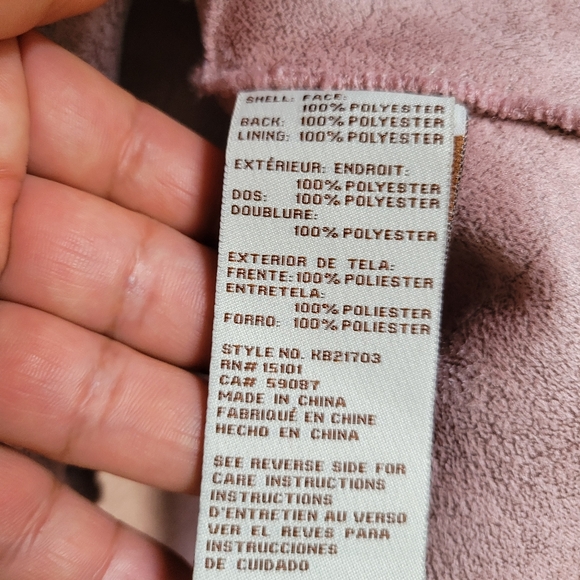 SHELL: FACE:
100% POLYESTER
BACK: 100% POLYESTER
LINING: 100% POLYESTER
EXTÉRIEUR: ENDROIT:
100% POLYESTER
DOS: 100% POLYESTER
DOUBLURE:
100% POLYESTER
EXTERIOR DE TELA:
FRENTE: 100% POLIESTER
ENTRETELA:
100% POLIESTER
FORRO: 100% POLIESTER
STYLE NO. KB21703
RN# 15101
CA# 59087
MADE IN CHINA
FABRIQUÉ EN CHINE
HECHO EN CHINA
SEE REVERSE SIDE FOR
CARE INSTRUCTIONS
INSTRUCTIONS
D'ENTRETIEN AU VERSO
VER EL REVES PARA
INSTRUCCIONES
DE CUIDADO